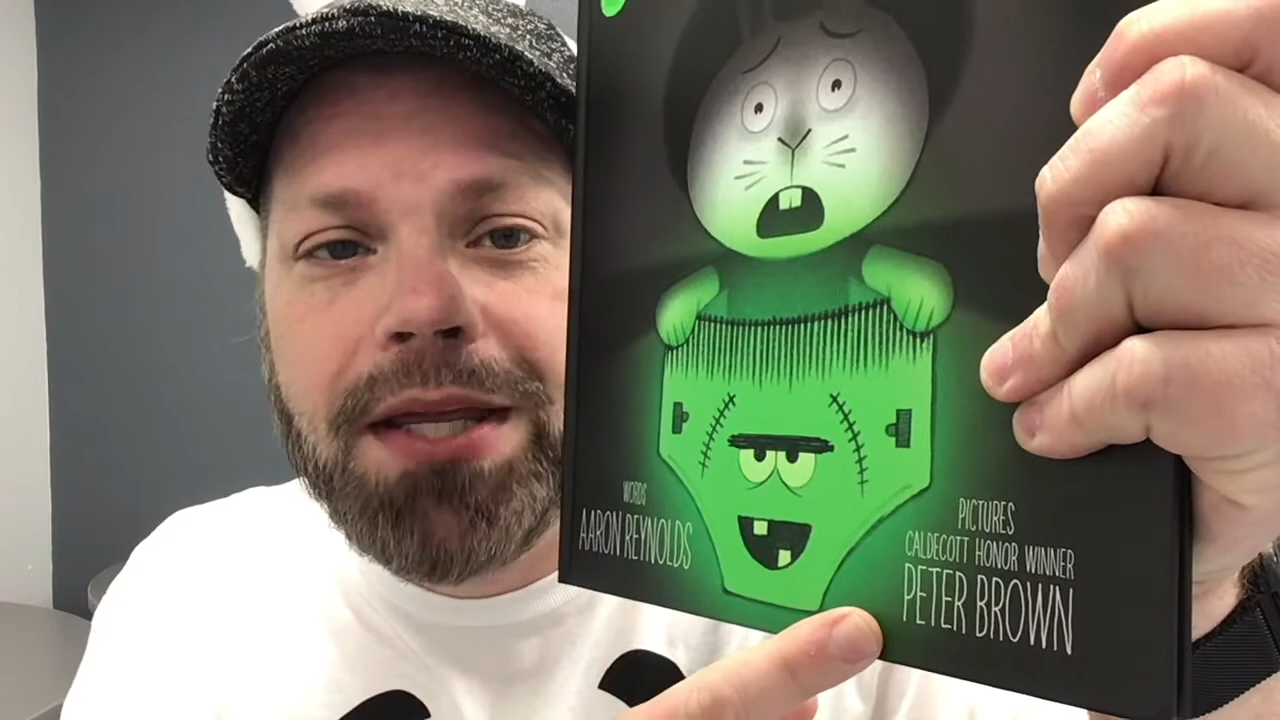 WORDS
AARON REYNOLDS
PICTURES
CALDECOTT HONOR WINNER
PETER BROWN